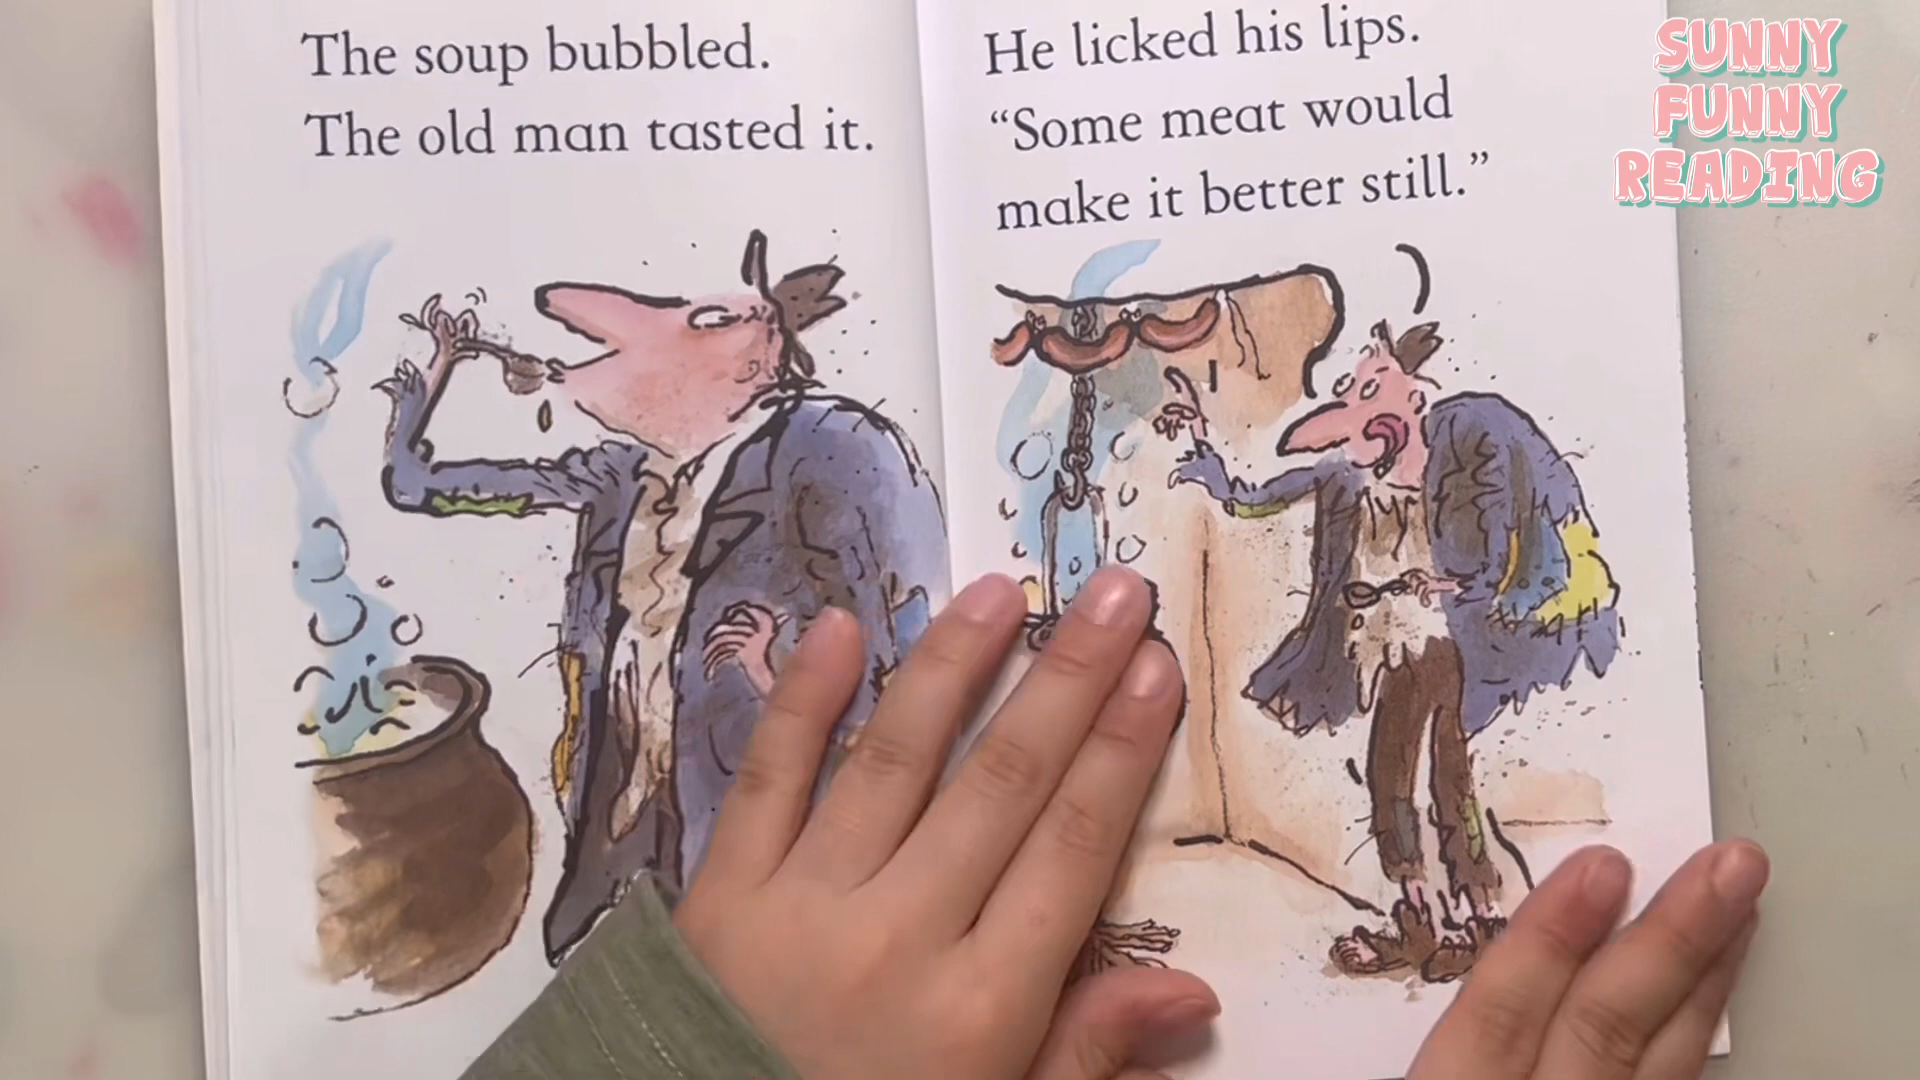 The soup bubbled.
The old man tasted it.
He licked his lips.
“Some meat would
make it better still.”
SUNNY
FUNNY
READING